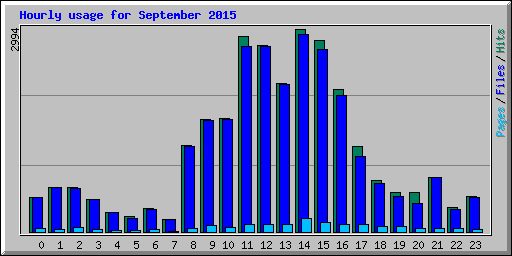 Hourly usage for September 2015
2994
Pages/Files/Hits
0 1 2 3 4 5 6 7 8 9 10 11 12 13 14 15 16 17 18 19 20 21 22 23